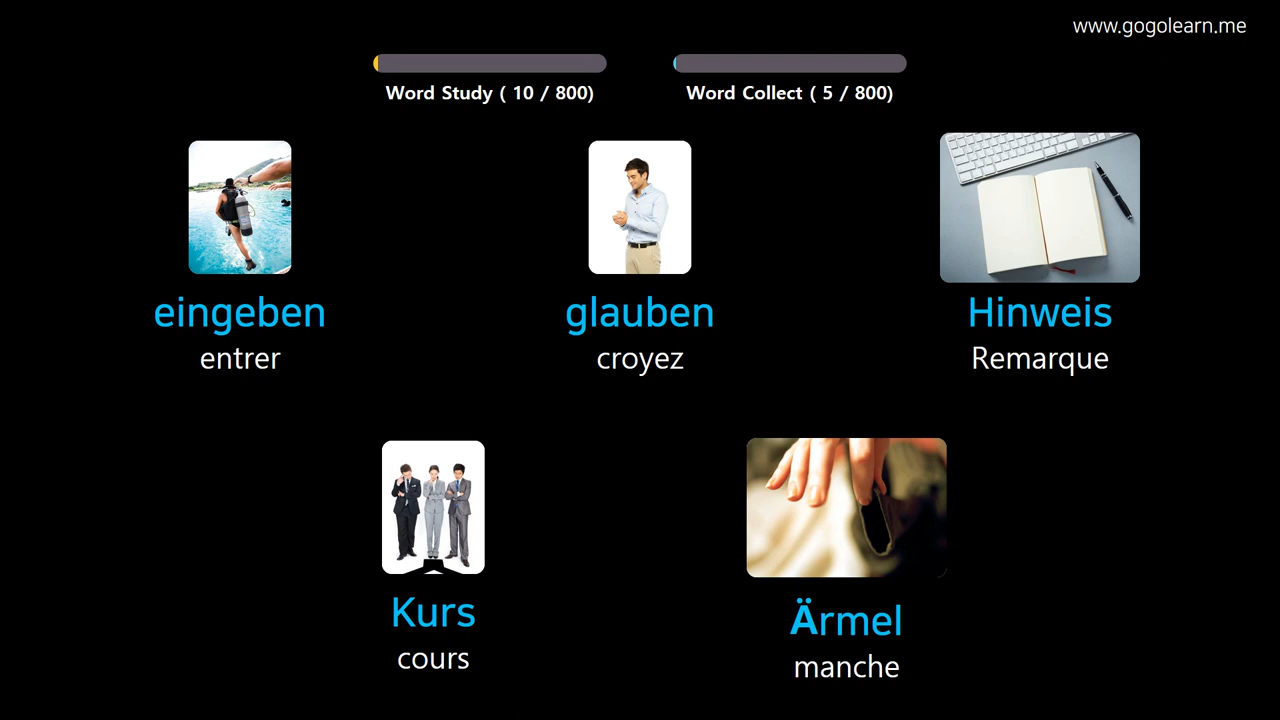 www.gogolearn.me
Word Study ( 10 / 800)
Word Collect ( 5 / 800)
eingeben
entrer
glauben
croyez
Hinweis
Remarque
Kurs
cours
Ärmel
manche